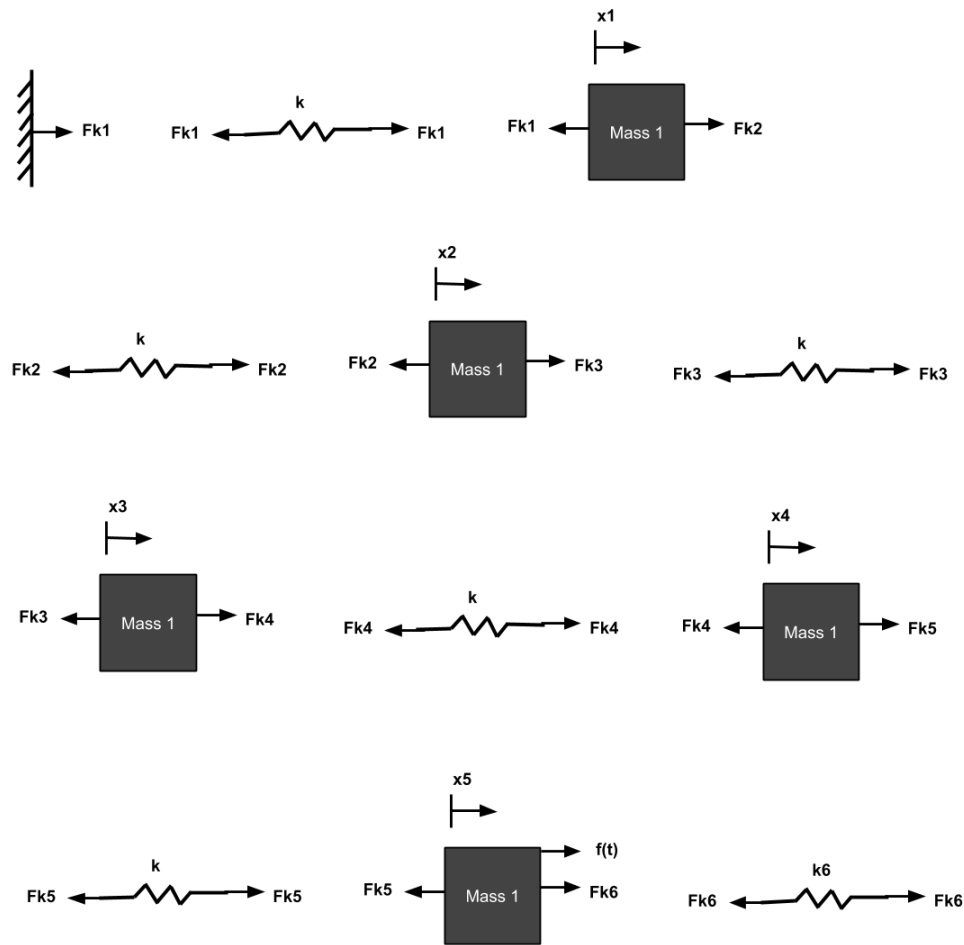 x1
Fk1
Fk1 k Fk1
Fk1 Mass 1 Fk2
x2
Fk2 k Fk2
Fk2 Mass 1 Fk3
Fk3 k Fk3
x3
Fk3 Mass 1 Fk4
Fk4 k Fk4
x4
Fk4 Mass 1 Fk5
x5
Fk5 k Fk5
f(t)
Fk5 Mass 1 Fk6
Fk6 k6 Fk6